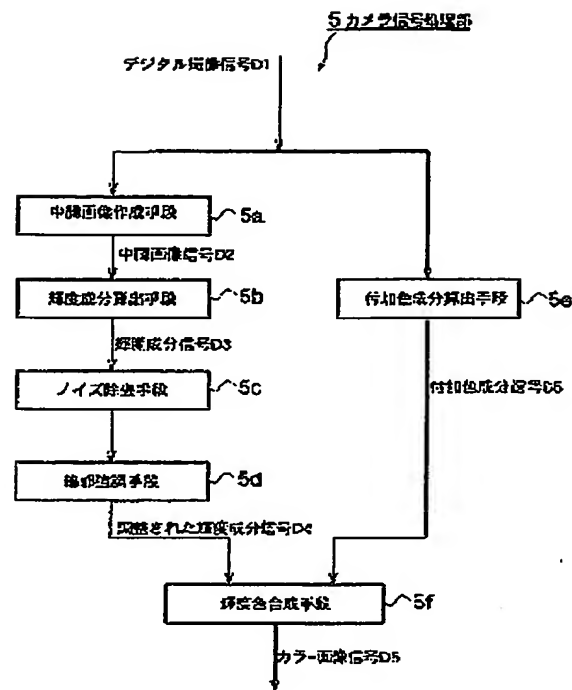 5 カメラ信号処理部
デジタル撮像信号D1
中間画像作成手段
5a
中間画像信号D2
輝度成分算出手段
5b
付加色成分算出手段
5e
輝度成分信号D3
ノイズ除去手段
5c
付加色成分信号D5
輪郭強調手段
5d
調整された輝度成分信号D4
輝度色合成手段
5f
カラー画像信号D5